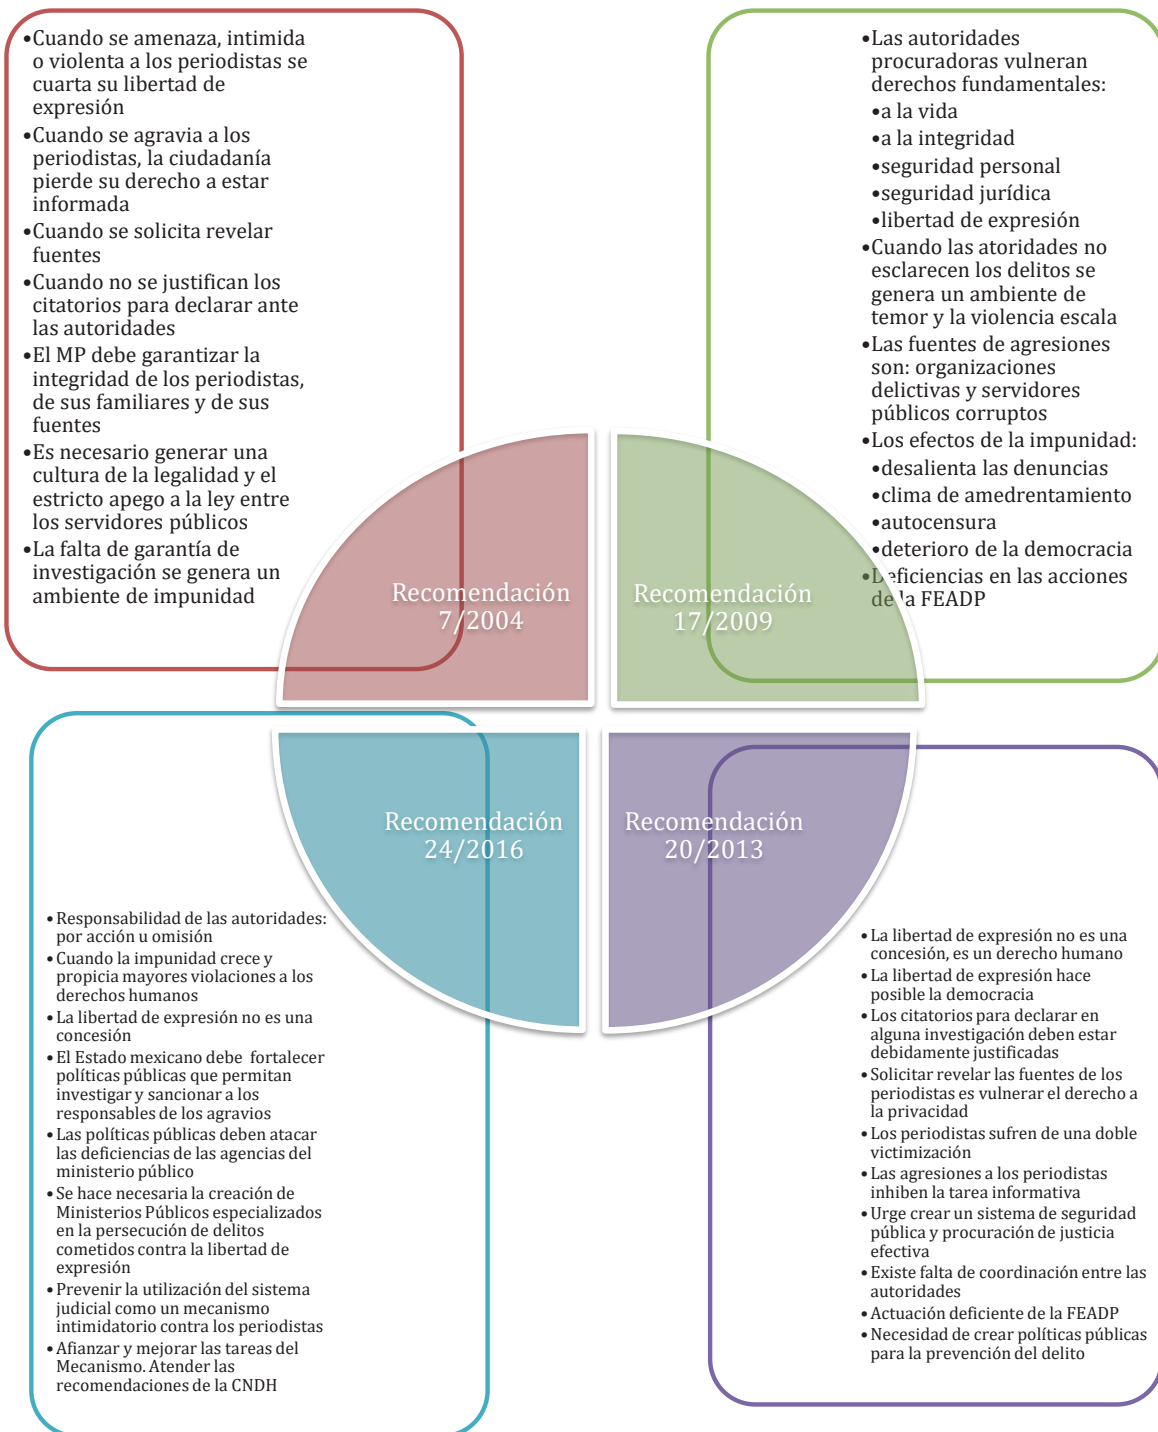 •Cuando se amenaza, intimida
o violenta a los periodistas se
cuarta su libertad de
expresión
•Cuando se agravia a los
periodistas, la ciudadanía
pierde su derecho a estar
informada
•Cuando se solicita revelar
fuentes
•Cuando no se justifican los
citatorios para declarar ante
las autoridades
•El MP debe garantizar la
integridad de los periodistas,
de sus familiares y de sus
fuentes
•Es necesario generar una
cultura de la legalidad y el
estricto apego a la ley entre
los servidores públicos
•La falta de garantía de
investigación se genera un
ambiente de impunidad
Recomendación
7/2004
•Las autoridades
procuradoras vulneran
derechos fundamentales:
•a la vida
•a la integridad
•seguridad personal
•seguridad jurídica
•libertad de expresión
•Cuando las atoridades no
esclarecen los delitos se
genera un ambiente de
temor y la violencia escala
•Las fuentes de agresiones
son: organizaciones
delictivas y servidores
públicos corruptos
•Los efectos de la impunidad:
•desalienta las denuncias
•clima de amedrentamiento
•autocensura
•deterioro de la democracia
•Deficiencias en las acciones
de la FEADP
Recomendación
17/2009
Recomendación
24/2016
• Responsabilidad de las autoridades:
por acción u omisión
• Cuando la impunidad crece y
propicia mayores violaciones a los
derechos humanos
• La libertad de expresión no es una
concesión
• El Estado mexicano debe fortalecer
políticas públicas que permitan
investigar y sancionar a los
responsables de los agravios
• Las políticas públicas deben atacar
las deficiencias de las agencias del
ministerio público
• Se hace necesaria la creación de
Ministerios Públicos especializados
en la persecución de delitos
cometidos contra la libertad de
expresión
• Prevenir la utilización del sistema
judicial como un mecanismo
intimidatorio contra los periodistas
• Afianzar y mejorar las tareas del
Mecanismo. Atender las
recomendaciones de la CNDH
Recomendación
20/2013
• La libertad de expresión no es una
concesión, es un derecho humano
• La libertad de expresión hace
posible la democracia
• Los citatorios para declarar en
alguna investigación deben estar
debidamente justificadas
• Solicitar revelar las fuentes de los
periodistas es vulnerar el derecho a
la privacidad
• Los periodistas sufren de una doble
victimización
• Las agresiones a los periodistas
inhiben la tarea informativa
• Urge crear un sistema de seguridad
pública y procuración de justicia
efectiva
• Existe falta de coordinación entre las
autoridades
• Actuación deficiente de la FEADP
• Necesidad de crear políticas públicas
para la prevención del delito